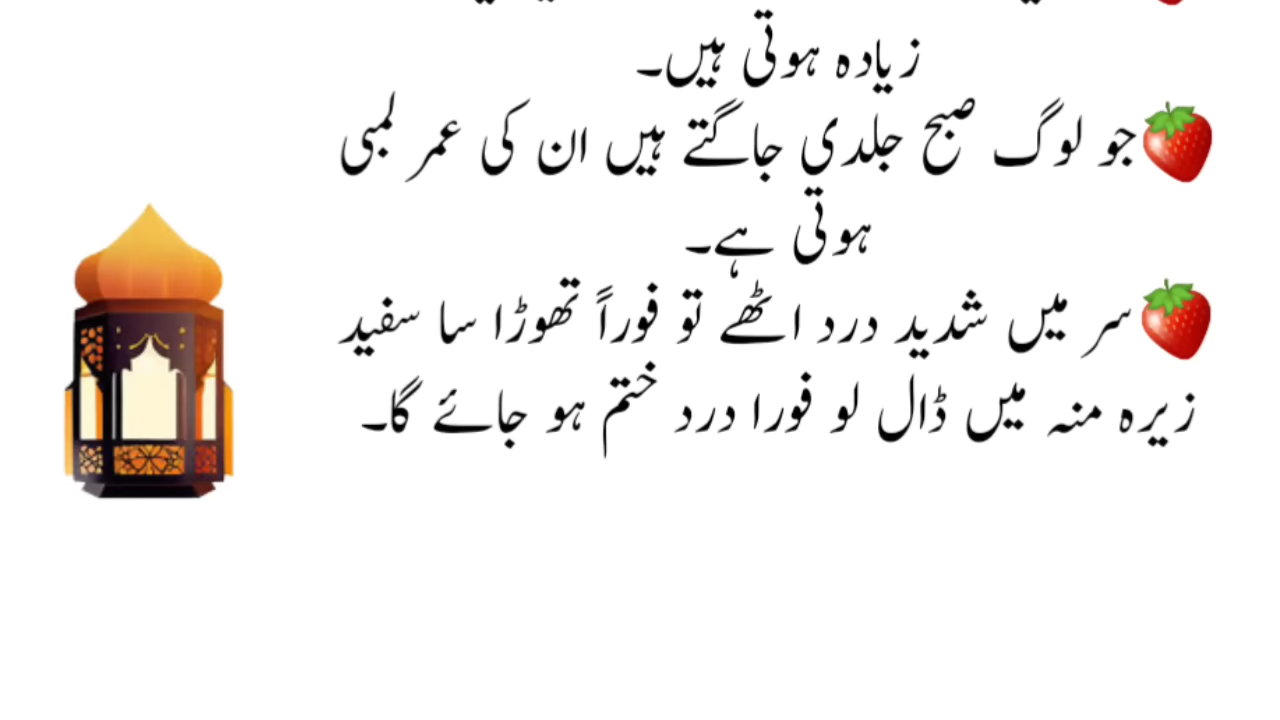 زیادہ ہوتی ہیں۔
جو لوگ صبح جلدی جاگتے ہیں ان کی عمر لمبی
ہوتی ہے۔
سر میں شدید درد اٹھے تو فوراً تھوڑا سا سفید
زیرہ منہ میں ڈال لو فورا درد ختم ہو جائے گا۔